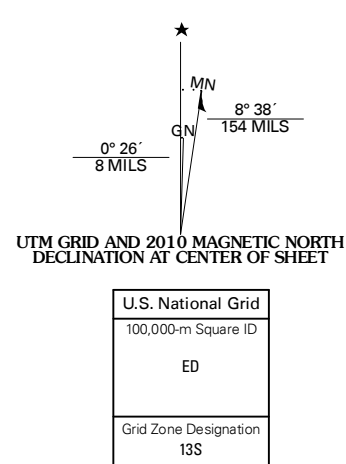 MN
GN
8° 38´
154 MILS
0° 26´
8 MILS
UTM GRID AND 2010 MAGNETIC NORTH
DECLINATION AT CENTER OF SHEET
U.S. National Grid
100,000-m Square ID
ED
Grid Zone Designation
13S